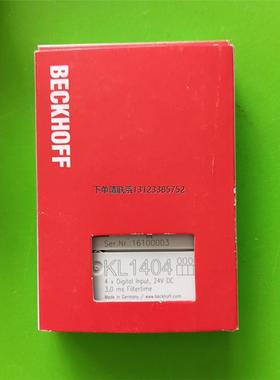 BECKHOFF
下单请联系13123385752
Ser.Nr. 16100003
KL1404
4 x Digital Input, 24V DC
3,0 ms Filtertime
Made in Germany / www.beckhoff.com